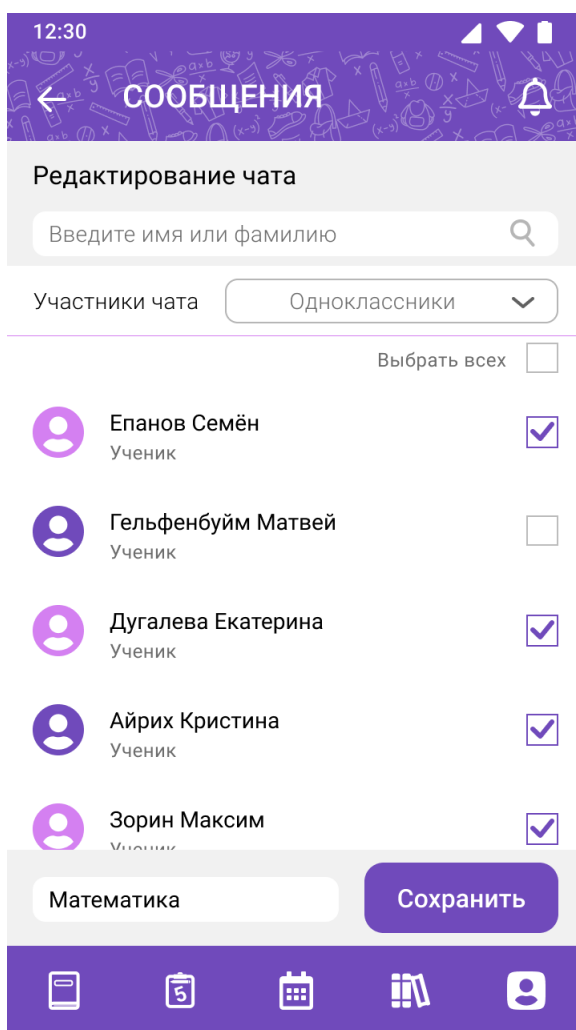 12:30
СООБЩЕНИЯ
Редактирование чата
Введите имя или фамилию
Участники чата Одноклассники
Выбрать всех
Епанов Семён
Ученик
Гельфенбуйм Матвей
Ученик
Дугалева Екатерина
Ученик
Айрих Кристина
Ученик
Зорин Максим
Ученик
Математика Сохранить
5